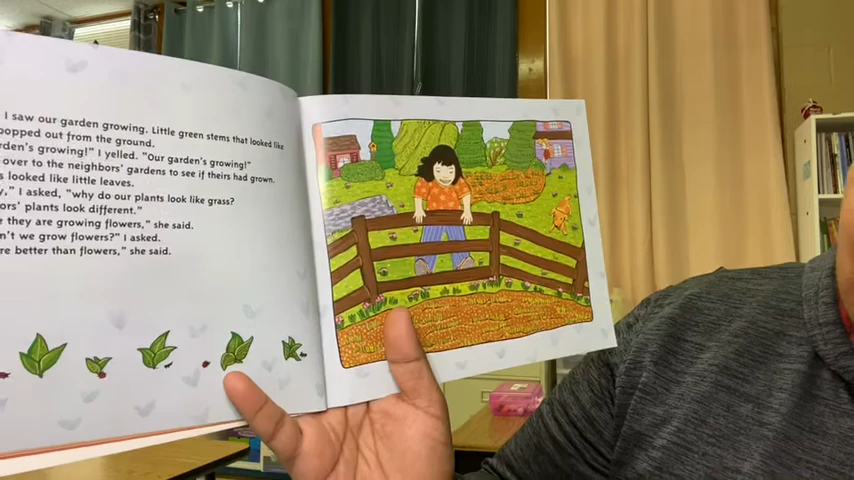 I saw our garden growing. Little green stems that looked like
popped out from the ground.
rden's growing!" I yelled. "Our garden's growing!"
over to the neighbors' gardens to see if theirs had grown.
s looked like little leaves.
y," I asked, "why do our plants look like grass?
ors' plants look different."
e they are growing flowers," she said.
n't we grow flowers?" I asked.
re better than flowers," she said.